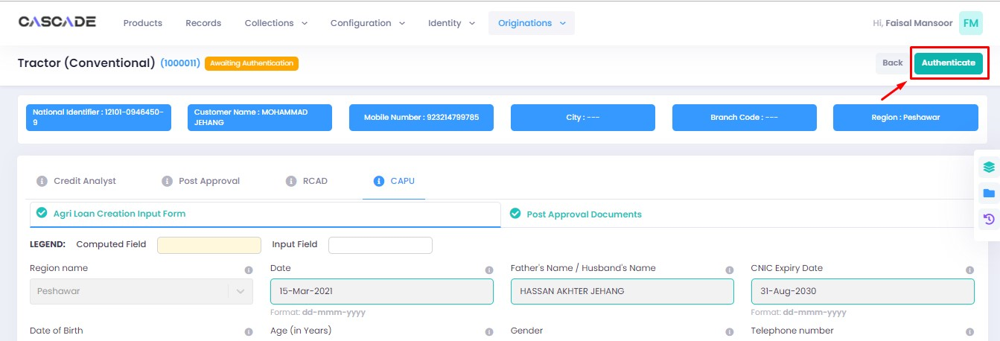 CASCADE
Products Records Collections Configuration Identity Originations Hi, Faisal Mansoor FM
Tractor (Conventional) (1000011) Awaiting Authentication Back Authenticate
National Identifier : 12101-0946450-
9
Customer Name : MOHAMMAD
JEHANG
Mobile Number : 923214799785
City : ---
Branch Code : ---
Region : Peshawar
Credit Analyst Post Approval RCAD CAPU
Agri Loan Creation Input Form Post Approval Documents
LEGEND: Computed Field Input Field
Region name Date Father's Name / Husband's Name CNIC Expiry Date
Peshawar 15-Mar-2021 HASSAN AKHTER JEHANG 31-Aug-2030
Format: dd-mmm-yyyy Format: dd-mmm-yyyy
Date of Birth Age (in Years) Gender Telephone number